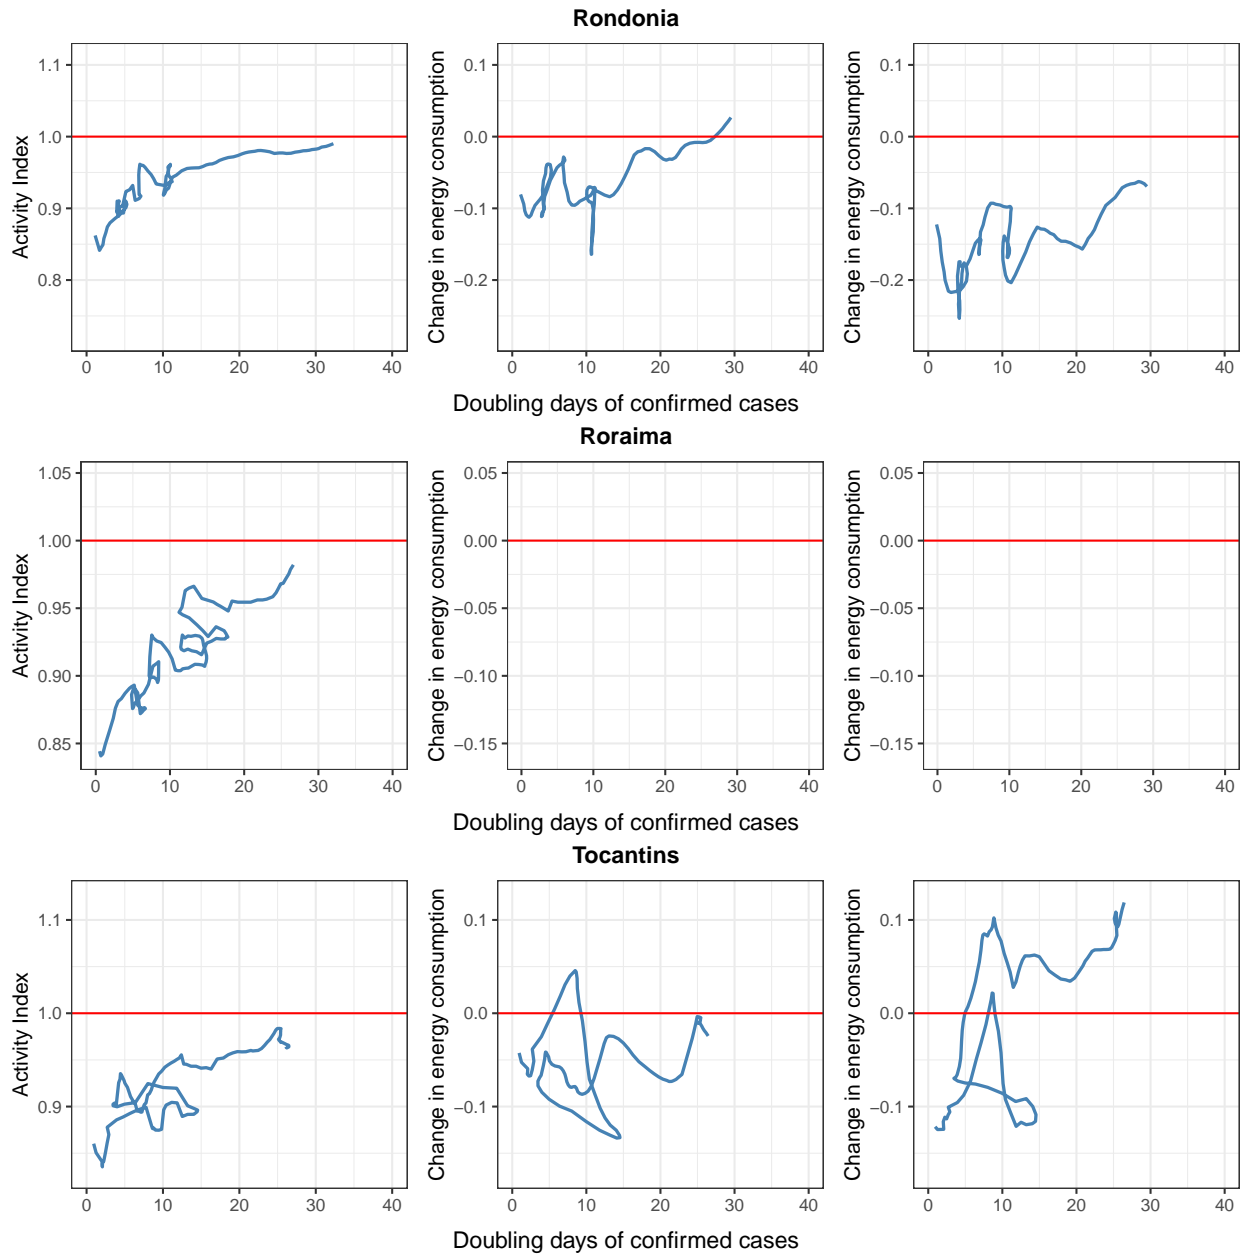 Rondonia
Activity Index
1.1
1.0
0.9
0.8
0 10 20 30 40
Change in energy consumption
0.1
0.0
−0.1
−0.2
0 10 20 30 40
Change in energy consumption
0.1
0.0
−0.1
−0.2
0 10 20 30 40
Doubling days of confirmed cases
Roraima
Activity Index
1.05
1.00
0.95
0.90
0.85
0 10 20 30 40
Change in energy consumption
0.05
0.00
−0.05
−0.10
−0.15
0 10 20 30 40
Change in energy consumption
0.05
0.00
−0.05
−0.10
−0.15
0 10 20 30 40
Doubling days of confirmed cases
Tocantins
Activity Index
1.1
1.0
0.9
0 10 20 30 40
Change in energy consumption
0.1
0.0
−0.1
0 10 20 30 40
Change in energy consumption
0.1
0.0
−0.1
0 10 20 30 40
Doubling days of confirmed cases